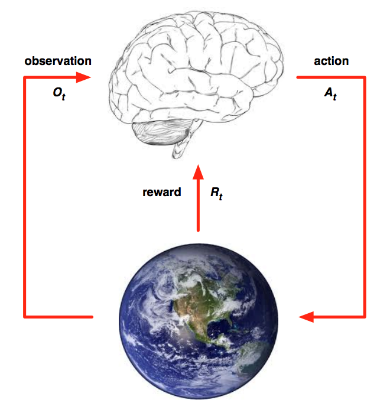 observation
O_t
action
A_t
reward
R_t